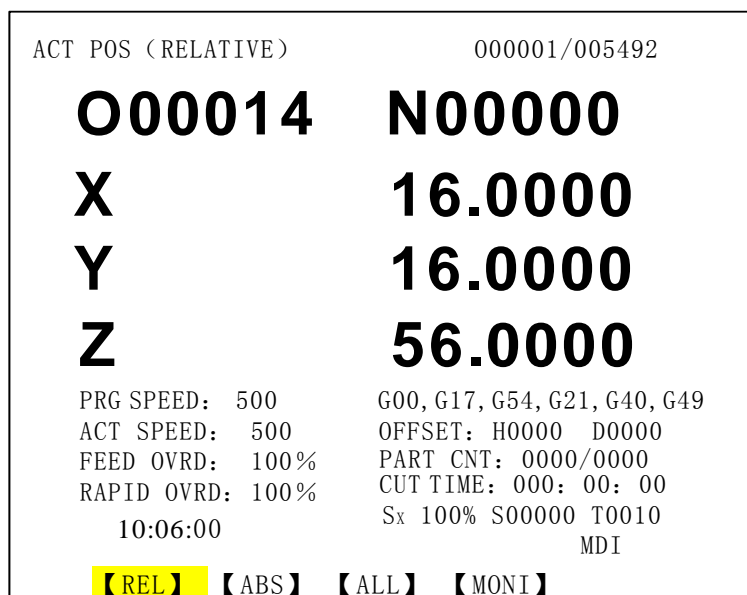 ACT POS（RELATIVE） O00001/005492
O00014 N00000
X 16.0000
Y 16.0000
Z 56.0000
PRG SPEED： 500 G00,G17,G54,G21,G40,G49
ACT SPEED： 500 OFFSET：H0000 D0000
FEED OVRD： 100％ PART CNT：0000/0000
RAPID OVRD：100％ CUT TIME：000：00：00
10:06:00 Sx 100% S00000 T0010
MDI
【REL】 【ABS】 【ALL】 【MONI】